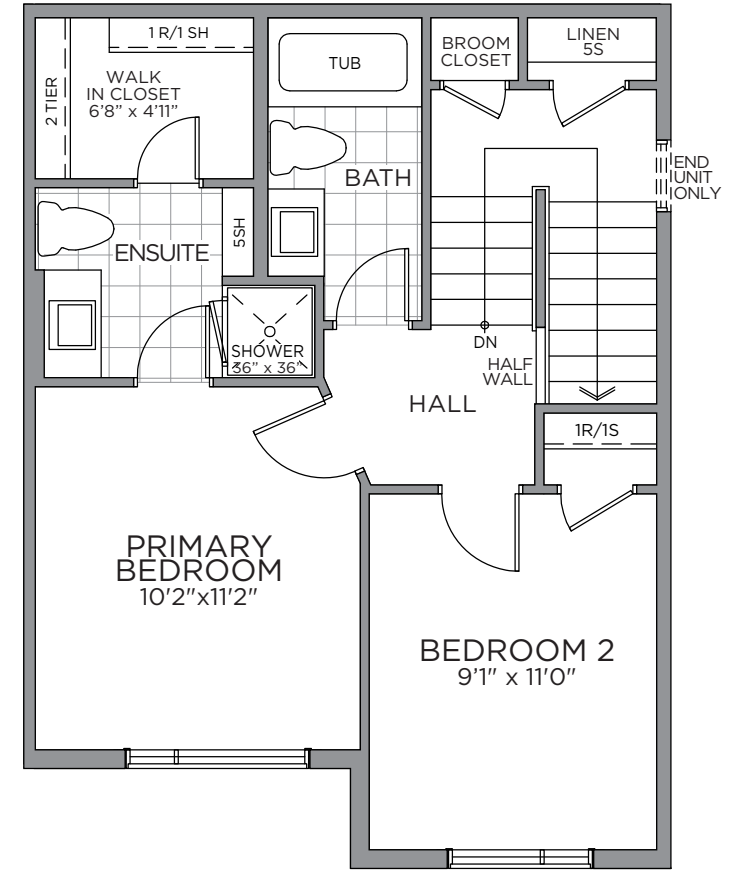 1 R/1 SH
2 TIER
WALK
IN CLOSET
6'8" x 4'11"
TUB
BROOM
CLOSET
LINEN
5S
END
UNIT
ONLY
BATH
5SH
ENSUITE
SHOWER
36" x 36"
DN
HALF
WALL
HALL
1R/1S
PRIMARY
BEDROOM
10'2"x11'2"
BEDROOM 2
9'1" x 11'0"